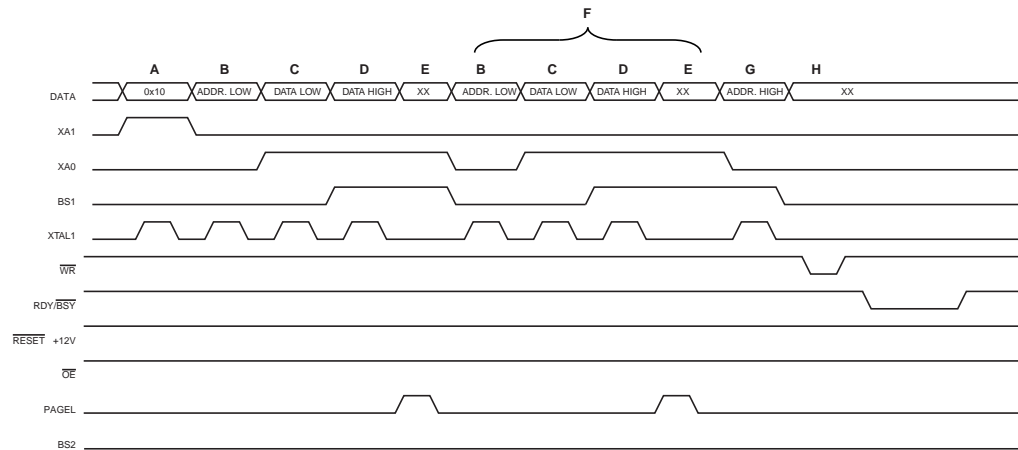 F
A B C D E B C D E G H
DATA 0x10 ADDR. LOW DATA LOW DATA HIGH XX ADDR. LOW DATA LOW DATA HIGH XX ADDR. HIGH XX
XA1
XA0
BS1
XTAL1
WR
RDY/BSY
RESET +12V
OE
PAGEL
BS2